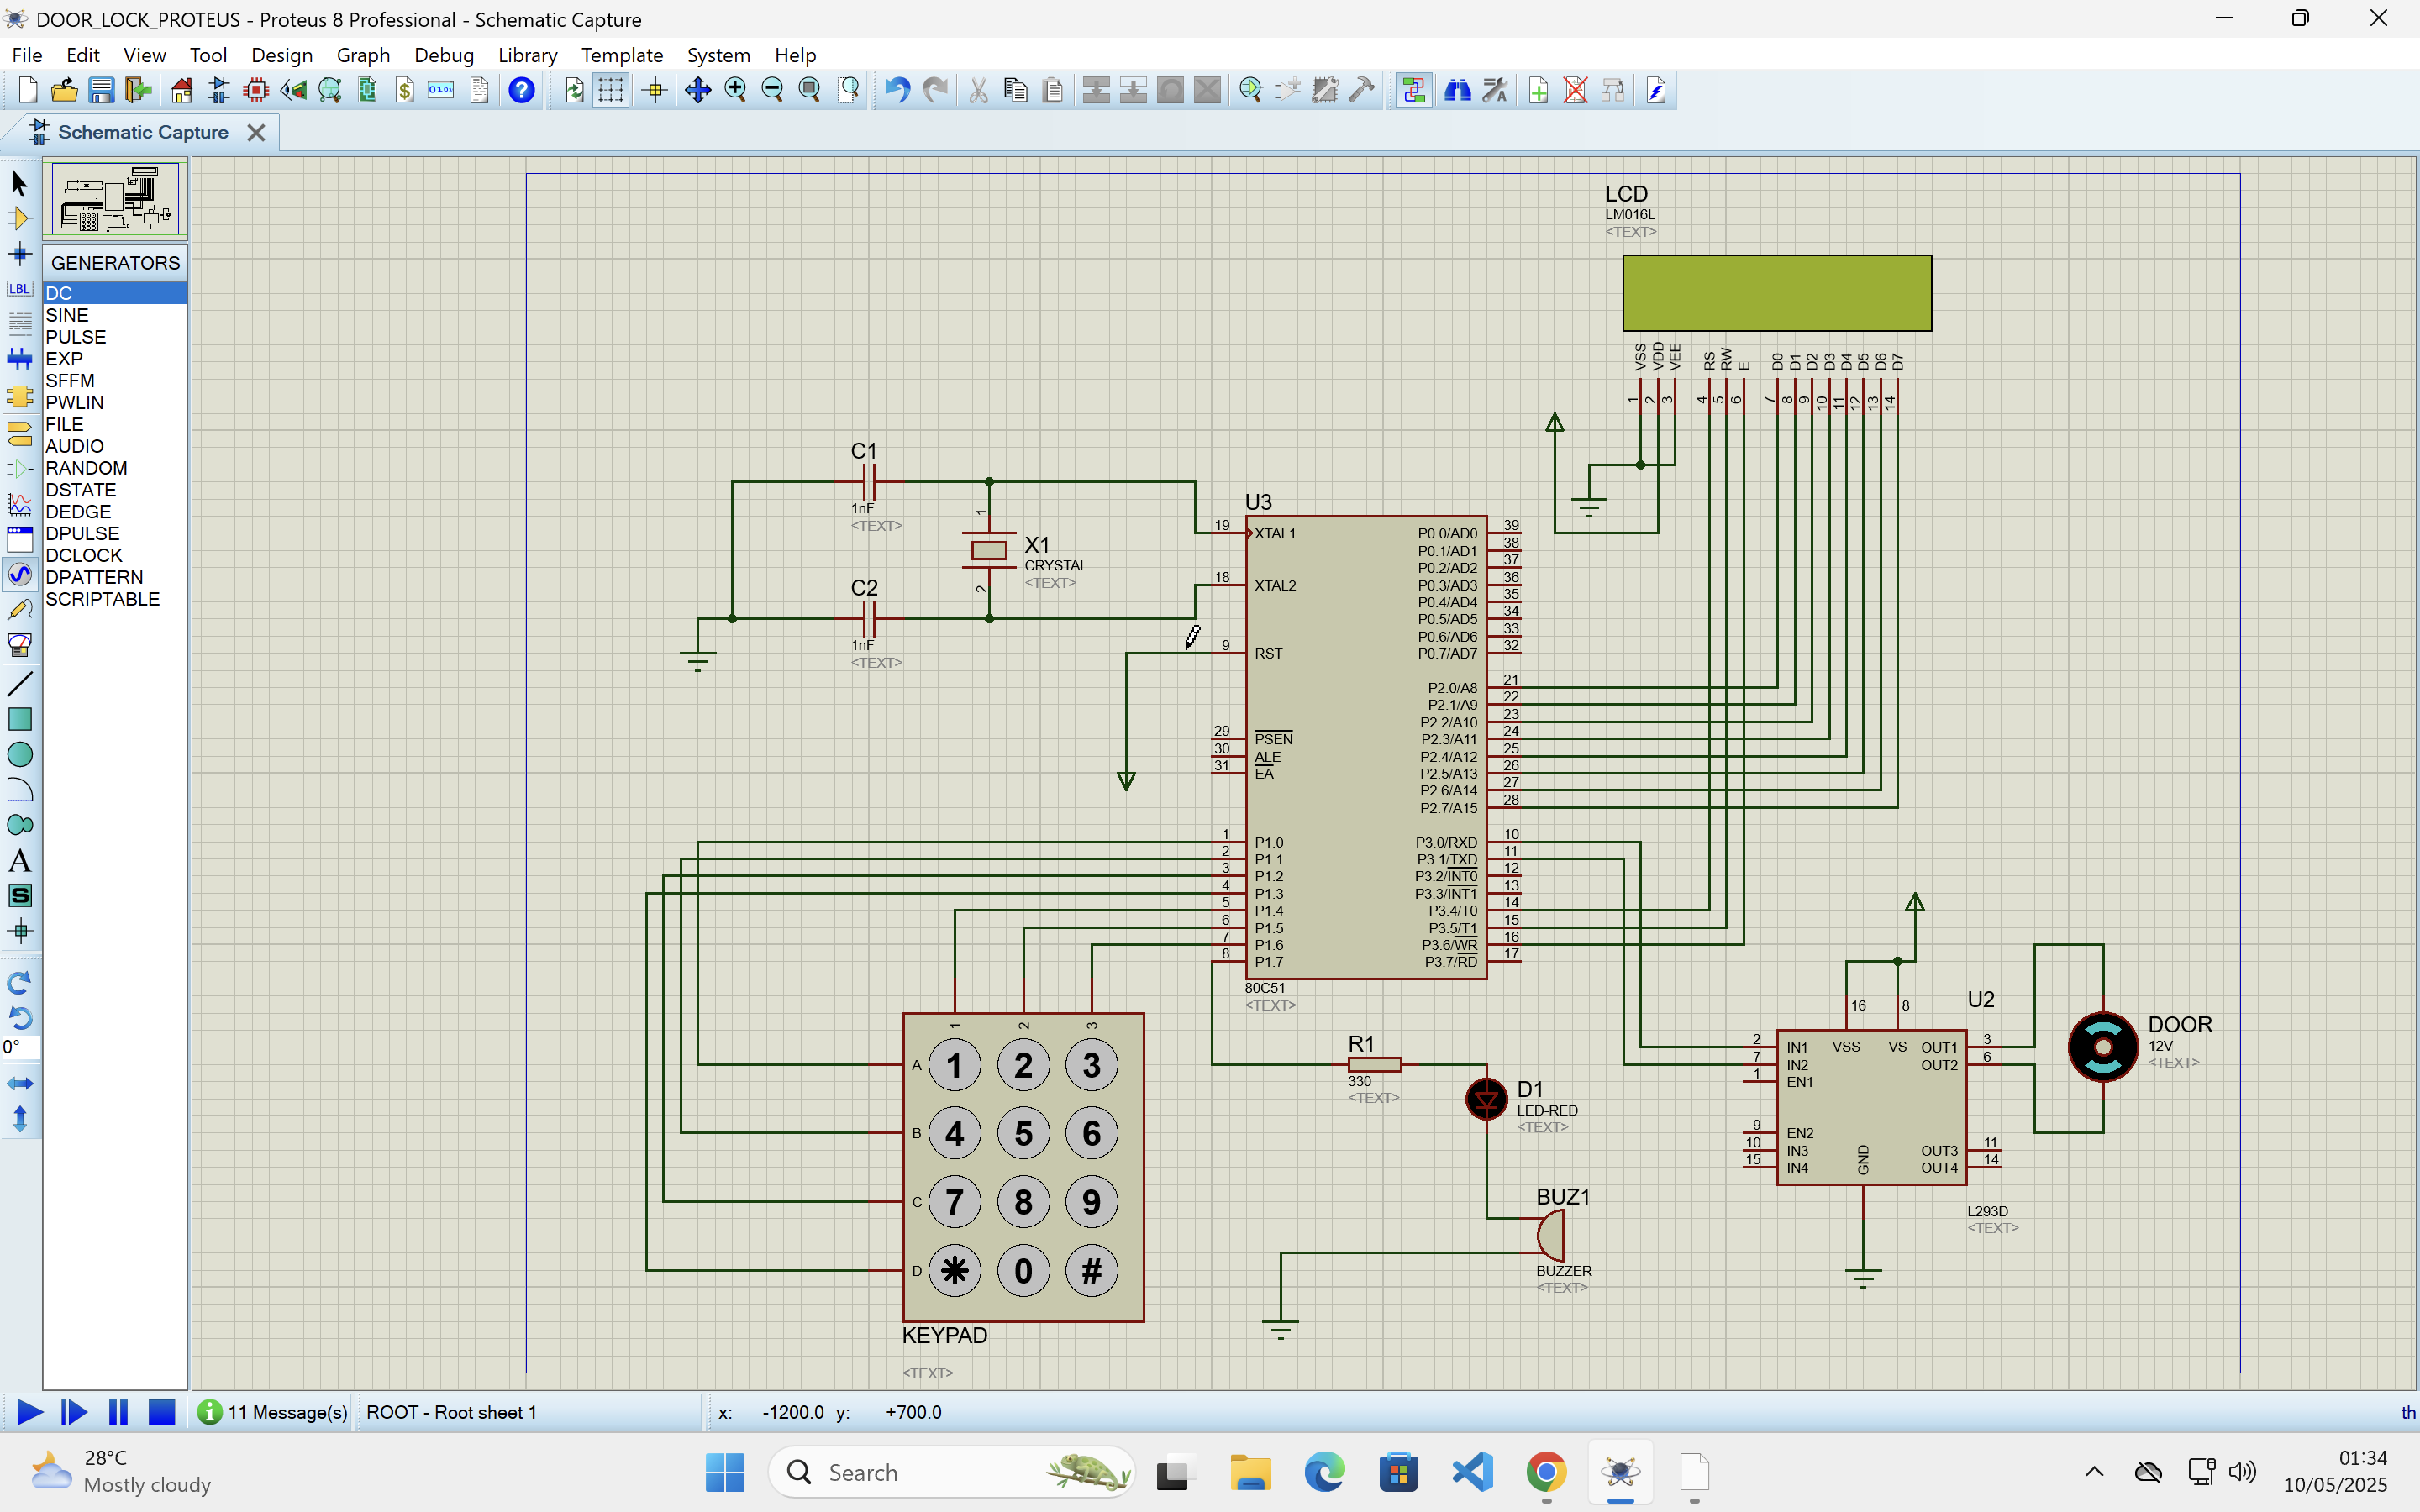 DOOR_LOCK_PROTEUS - Proteus 8 Professional - Schematic Capture
File Edit View Tool Design Graph Debug Library Template System Help
Schematic Capture
GENERATORS
DC
SINE
PULSE
EXP
SFFM
PWLIN
FILE
AUDIO
RANDOM
DSTATE
DEDGE
DPULSE
DCLOCK
DPATTERN
SCRIPTABLE
LBL
A
S
0°
LCD
LM016L
<TEXT>
VSS VDD VEE RS RW E D0 D1 D2 D3 D4 D5 D6 D7
1 2 3 4 5 6 7 8 9 10 11 12 13 14
C1
1nF
<TEXT>
1
X1
CRYSTAL
<TEXT>
2
C2
1nF
<TEXT>
U3
19 XTAL1 P0.0/AD0 39
P0.1/AD1 38
P0.2/AD2 37
18 XTAL2 P0.3/AD3 36
P0.4/AD4 35
P0.5/AD5 34
P0.6/AD6 33
9 RST P0.7/AD7 32
P2.0/A8 21
P2.1/A9 22
P2.2/A10 23
29 PSEN P2.3/A11 24
30 ALE P2.4/A12 25
31 EA P2.5/A13 26
P2.6/A14 27
P2.7/A15 28
1 P1.0 P3.0/RXD 10
2 P1.1 P3.1/TXD 11
3 P1.2 P3.2/INT0 12
4 P1.3 P3.3/INT1 13
5 P1.4 P3.4/T0 14
6 P1.5 P3.5/T1 15
7 P1.6 P3.6/WR 16
8 P1.7 P3.7/RD 17
80C51
<TEXT>
1 2 3
A 1 2 3
B 4 5 6
C 7 8 9
D * 0 #
KEYPAD
<TEXT>
R1
330
<TEXT>
D1
LED-RED
<TEXT>
BUZ1
BUZZER
<TEXT>
16 8 U2
2 IN1 VSS VS OUT1 3
7 IN2 OUT2 6
1 EN1
9 EN2
10 IN3 GND OUT3 11
15 IN4 OUT4 14
L293D
<TEXT>
DOOR
12V
<TEXT>
11 Message(s) ROOT - Root sheet 1 x: -1200.0 y: +700.0 th
28°C
Mostly cloudy
Search
01:34
10/05/2025